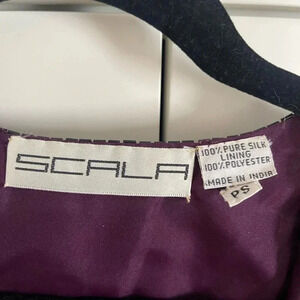 SCALA
100% PURE SILK
LINING
100% POLYESTER
MADE IN INDIA
PS